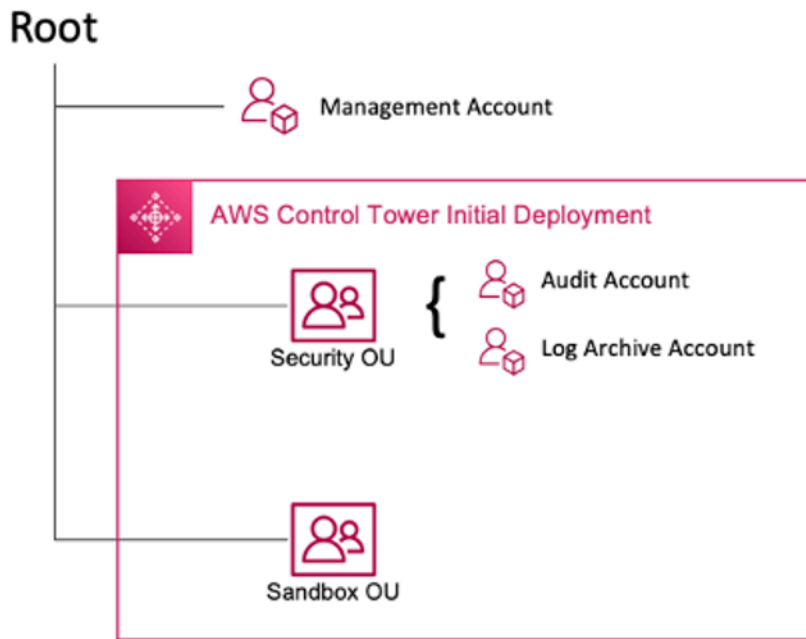 Root
Management Account
AWS Control Tower Initial Deployment
Audit Account
Security OU
Log Archive Account
Sandbox OU